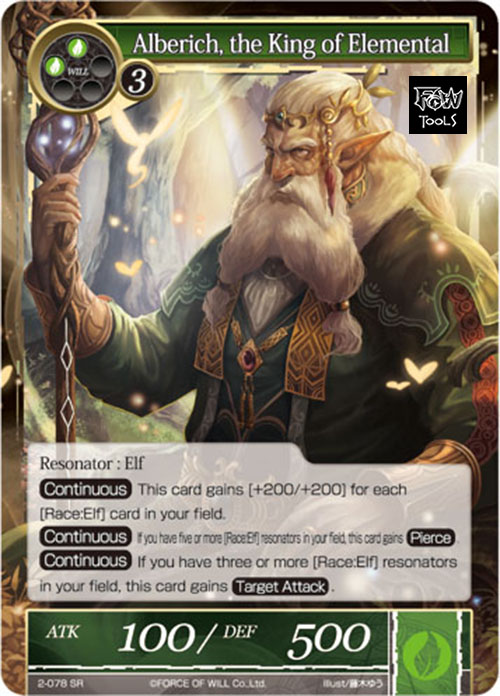 Alberich, the King of Elemental
WILL
3
FOW
TOOLS
Resonator : Elf
Continuous This card gains [+200/+200] for each
[Race:Elf] card in your field.
Continuous If you have five or more [Race:Elf] resonators in your field, this card gains Pierce.
Continuous If you have three or more [Race:Elf] resonators
in your field, this card gains Target Attack.
ATK 100/ DEF 500
2-078 SR ©FORCE OF WILL Co.,Ltd. Illust/藤木ゆう